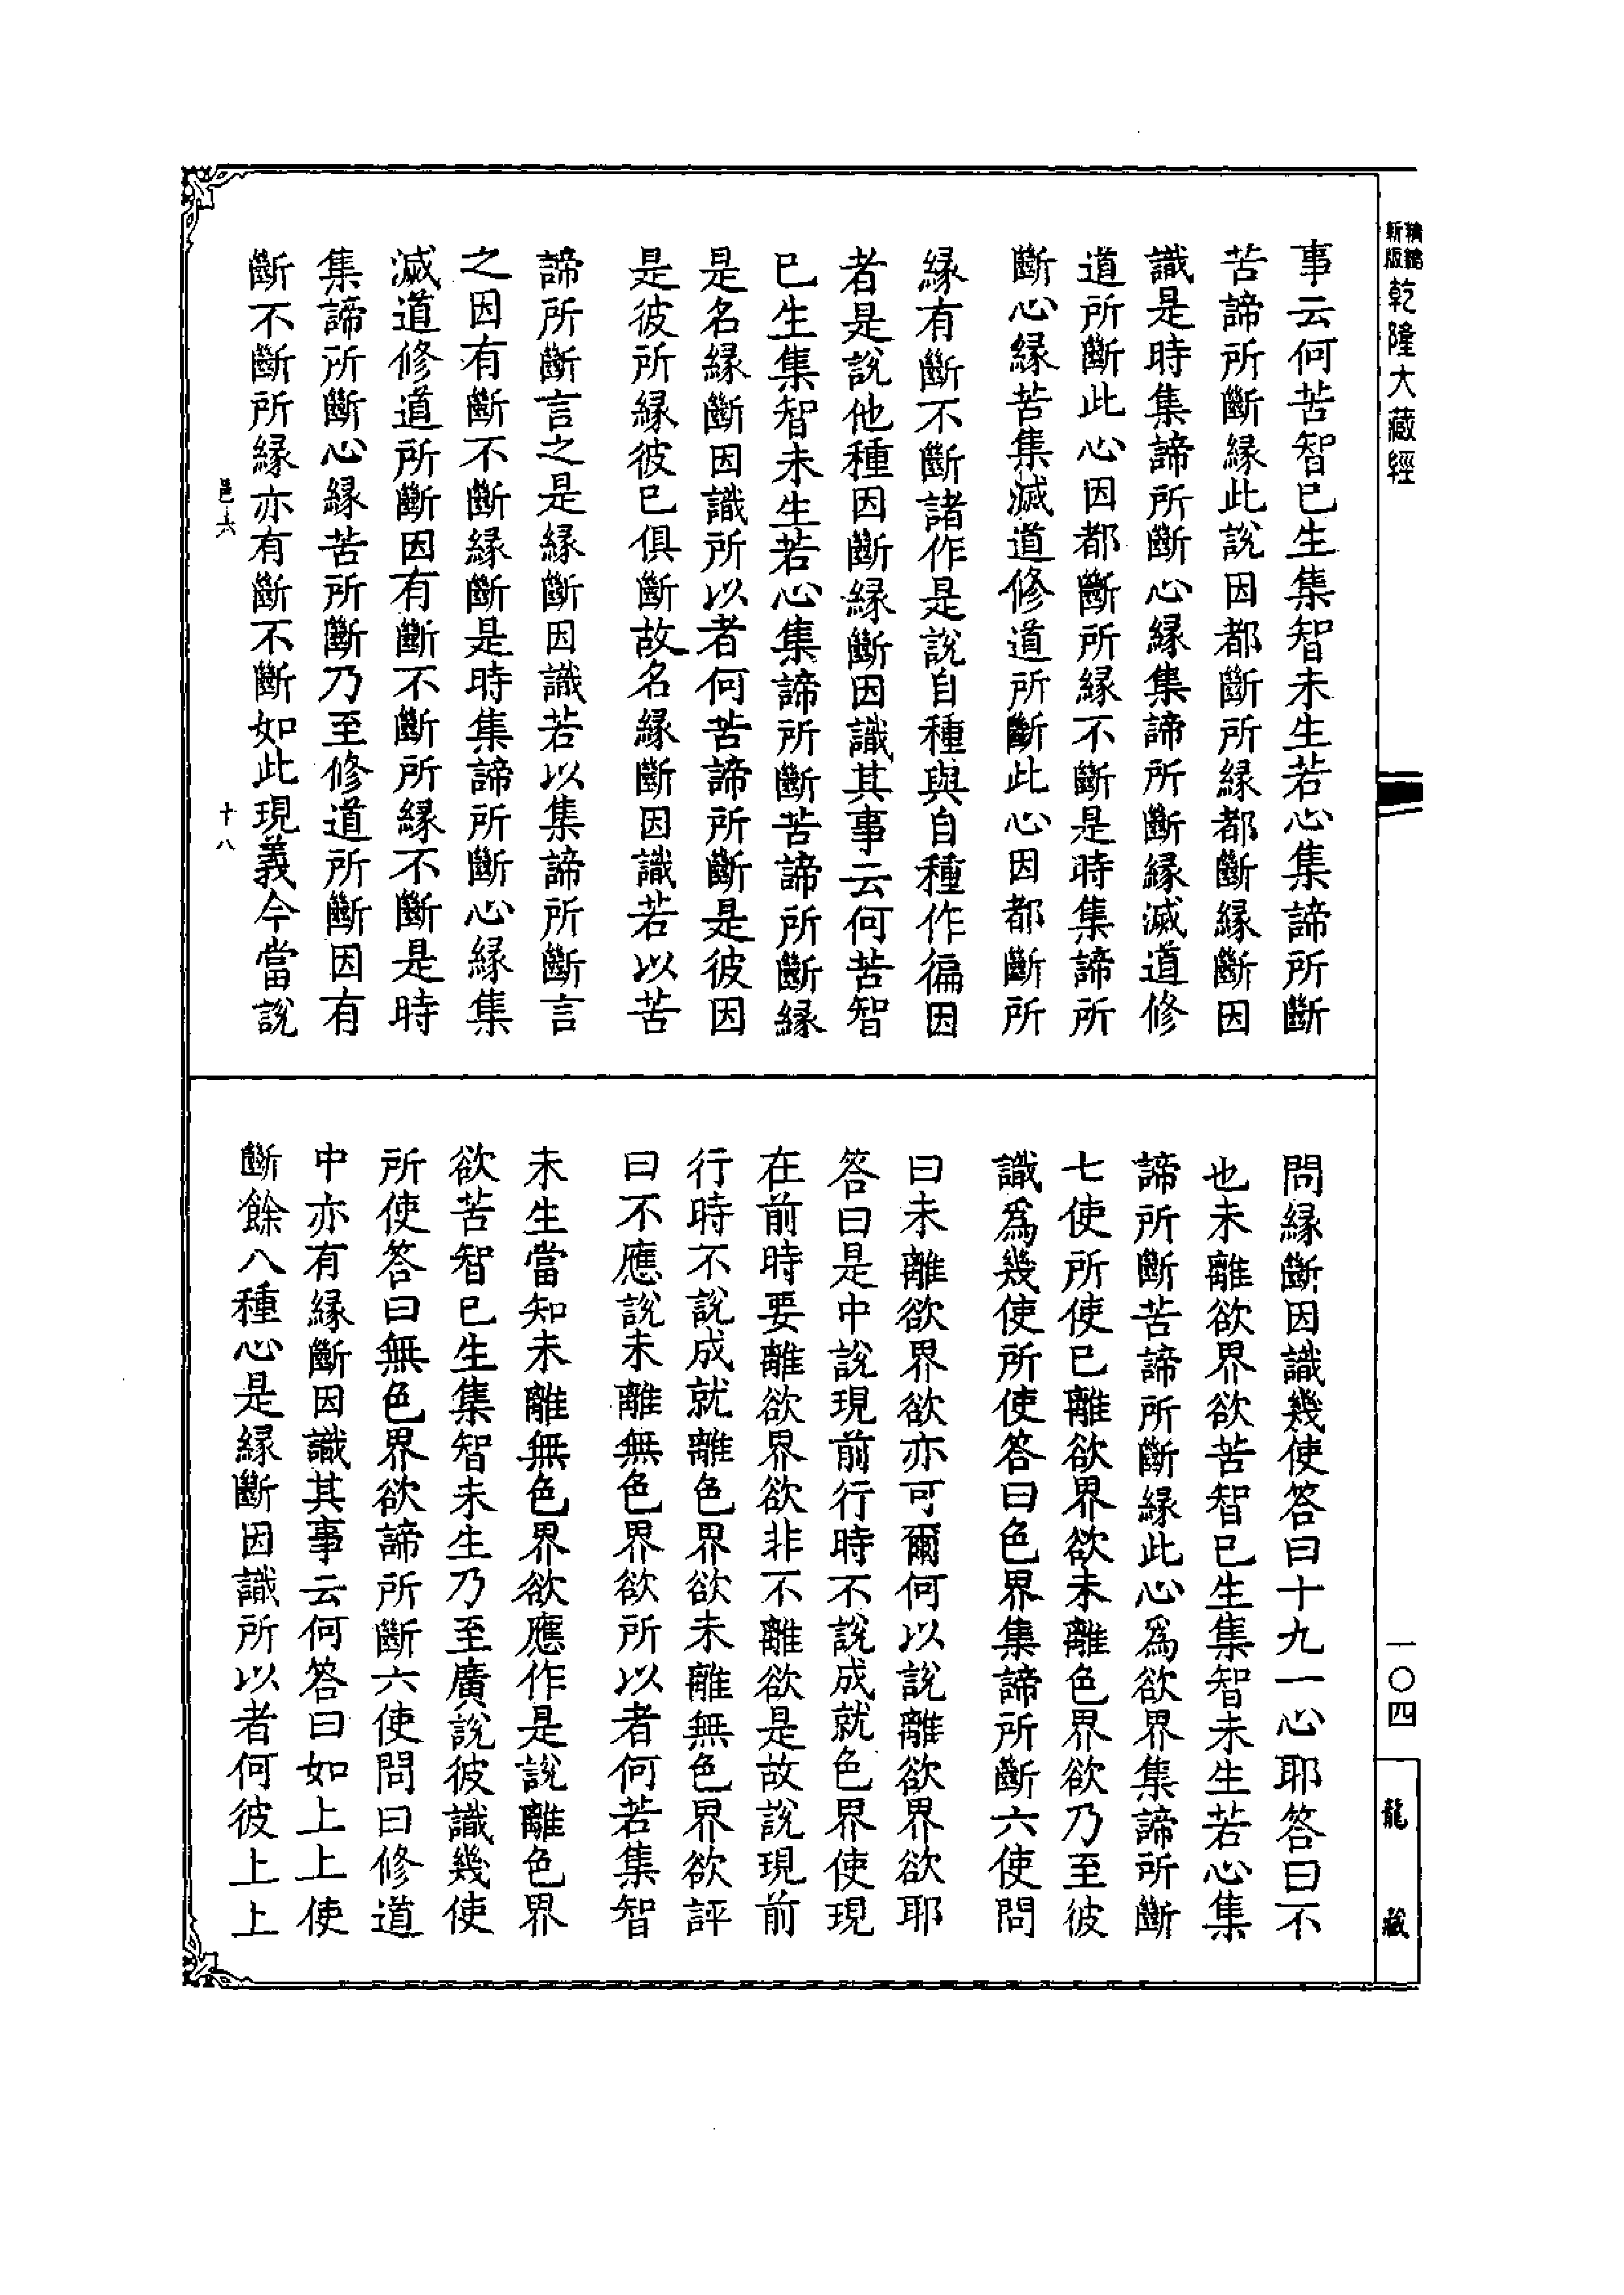 精縮新版乾隆大藏經
事云何苦智已生集智未生若心集諦所斷
苦諦所斷緣此說因都斷所緣都斷緣斷因
識是時集諦所斷心緣集諦所斷緣滅道修
道所斷此心因都斷所緣不斷是時集諦所
斷心緣苦集滅道修道所斷此心因都斷所
緣有斷不斷諸作是說自種與自種作徧因
者是說他種因斷緣斷因識其事云何苦智
已生集智未生若心集諦所斷苦諦所斷緣
是名緣斷因識所以者何苦諦所斷是彼因
是彼所緣彼已俱斷故名緣斷因識若以苦
諦所斷言之是緣斷因識若以集諦所斷言
之因有斷不斷緣斷是時集諦所斷心緣集
滅道修道所斷因有斷不斷所緣不斷是時
集諦所斷心緣苦所斷乃至修道所斷因有
斷不斷所緣亦有斷不斷如此現義今當說
邑六
十八
問緣斷因識幾使答曰十九一心耶答曰不
也未離欲界欲苦智已生集智未生若心集
諦所斷苦諦所斷緣此心為欲界集諦所斷
七使所使已離欲界欲未離色界欲乃至彼
識為幾使所使答曰色界集諦所斷六使問
曰未離欲界欲亦可爾何以說離欲界欲耶
答曰是中說現前行時不說成就色界使現
在前時要離欲界欲非不離欲是故說現前
行時不說成就離色界欲未離無色界欲評
曰不應說未離無色界欲所以者何若集智
未生當知未離無色界欲應作是說離色界
欲苦智已生集智未生乃至廣說彼識幾使
所使答曰無色界欲諦所斷六使問曰修道
中亦有緣斷因識其事云何答曰如上上使
斷餘八種心是緣斷因識所以者何彼上上
一〇四
龍藏